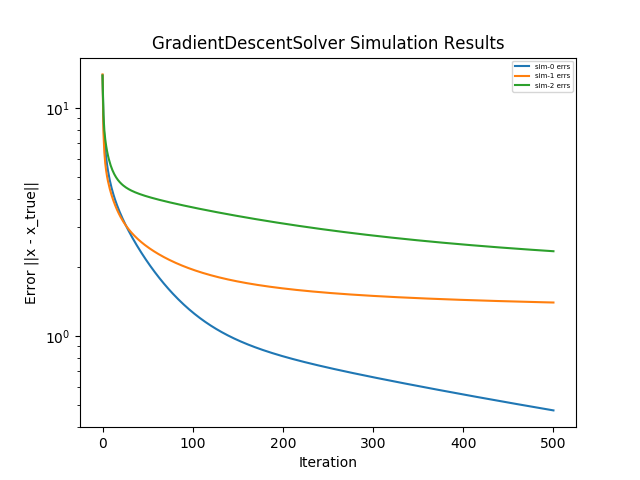 GradientDescentSolver Simulation Results
sim-0 errs
sim-1 errs
sim-2 errs
Error ||x - x_true||
10¹
10⁰
0 100 200 300 400 500
Iteration